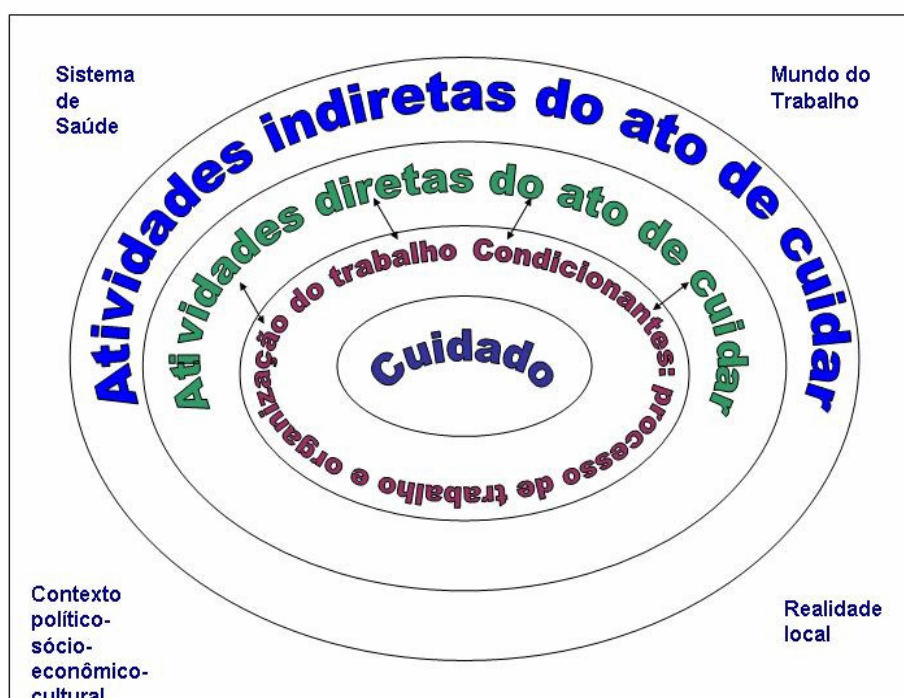 Sistema
de
Saúde
Mundo do
Trabalho
Atividades indiretas do ato de cuidar
Ati vidades diretas do ato de cuidar
Condicionantes: processo de trabalho e organização do trabalho
Cuidado
Contexto
político-
sócio-
econômico-
cultural
Realidade
local